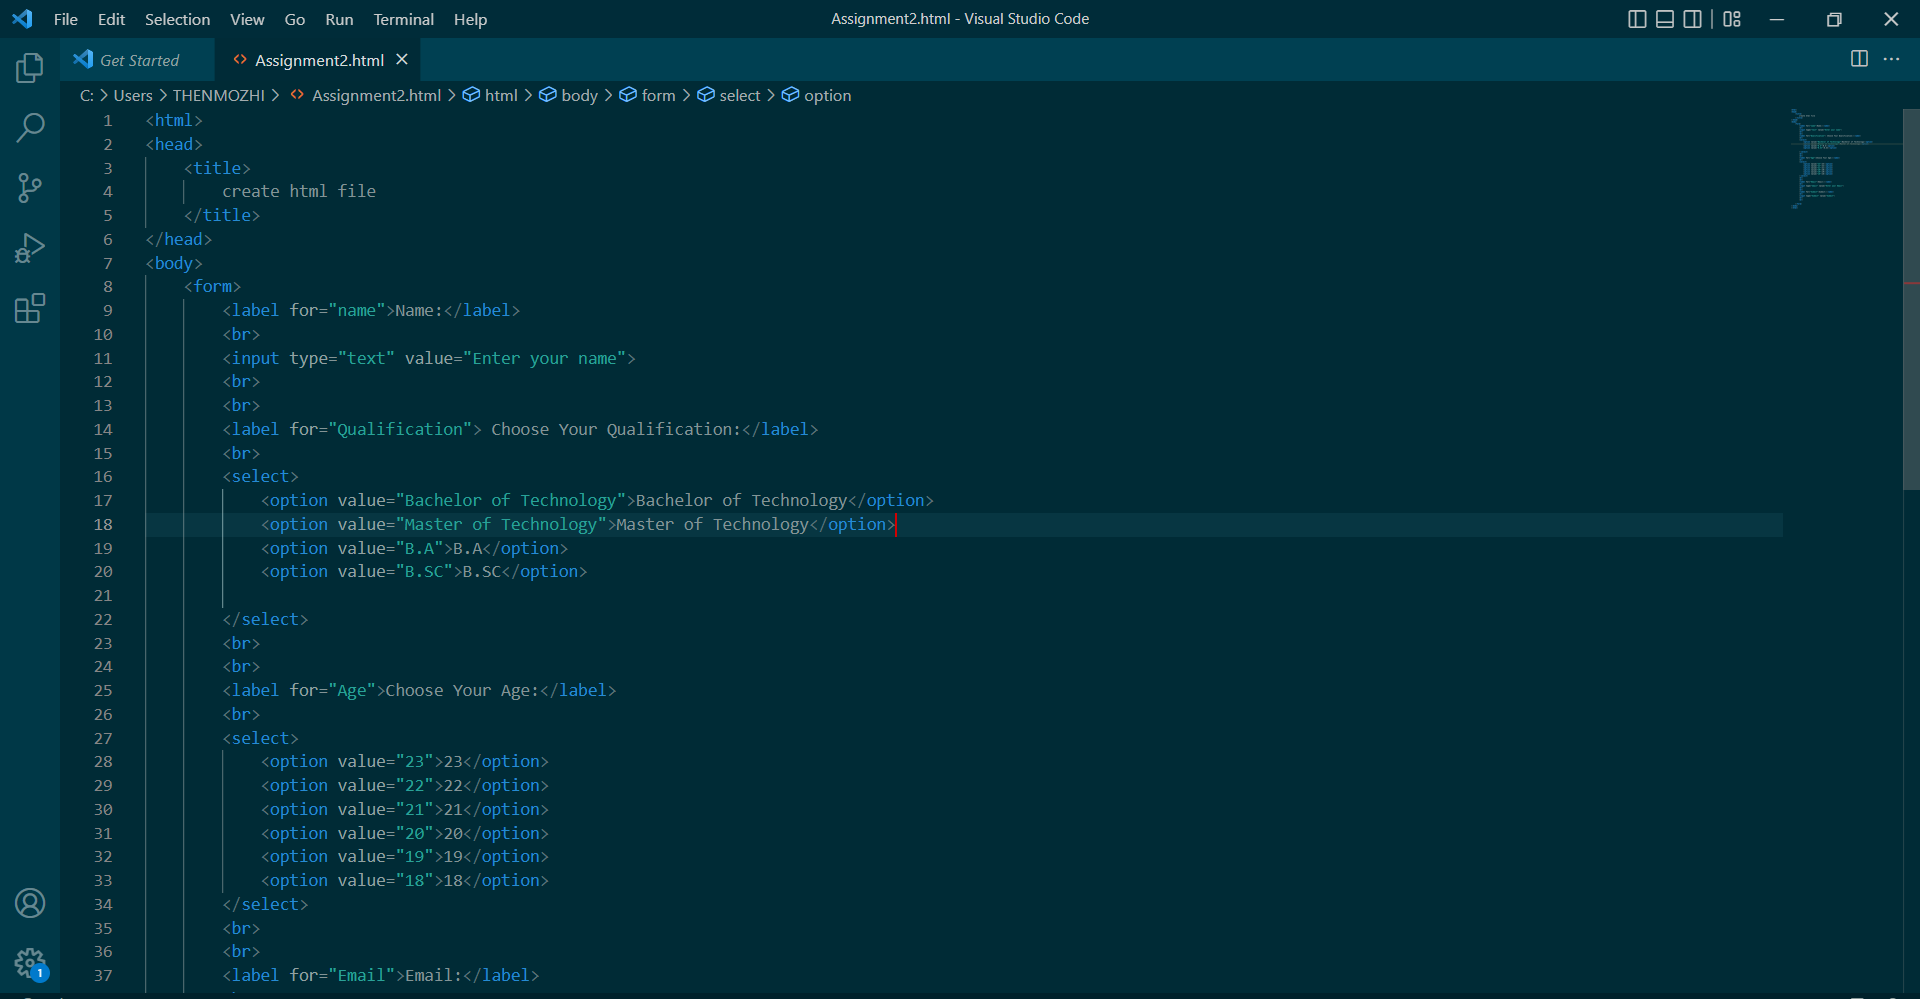 File Edit Selection View Go Run Terminal Help Assignment2.html - Visual Studio Code
Get Started Assignment2.html
C: > Users > THENMOZHI > Assignment2.html > html > body > form > select > option
1 <html>
2 <head>
3 <title>
4 create html file
5 </title>
6 </head>
7 <body>
8 <form>
9 <label for="name">Name:</label>
10 <br>
11 <input type="text" value="Enter your name">
12 <br>
13 <br>
14 <label for="Qualification"> Choose Your Qualification:</label>
15 <br>
16 <select>
17 <option value="Bachelor of Technology">Bachelor of Technology</option>
18 <option value="Master of Technology">Master of Technology</option>
19 <option value="B.A">B.A</option>
20 <option value="B.SC">B.SC</option>
21
22 </select>
23 <br>
24 <br>
25 <label for="Age">Choose Your Age:</label>
26 <br>
27 <select>
28 <option value="23">23</option>
29 <option value="22">22</option>
30 <option value="21">21</option>
31 <option value="20">20</option>
32 <option value="19">19</option>
33 <option value="18">18</option>
34 </select>
35 <br>
36 <br>
37 <label for="Email">Email:</label>
1